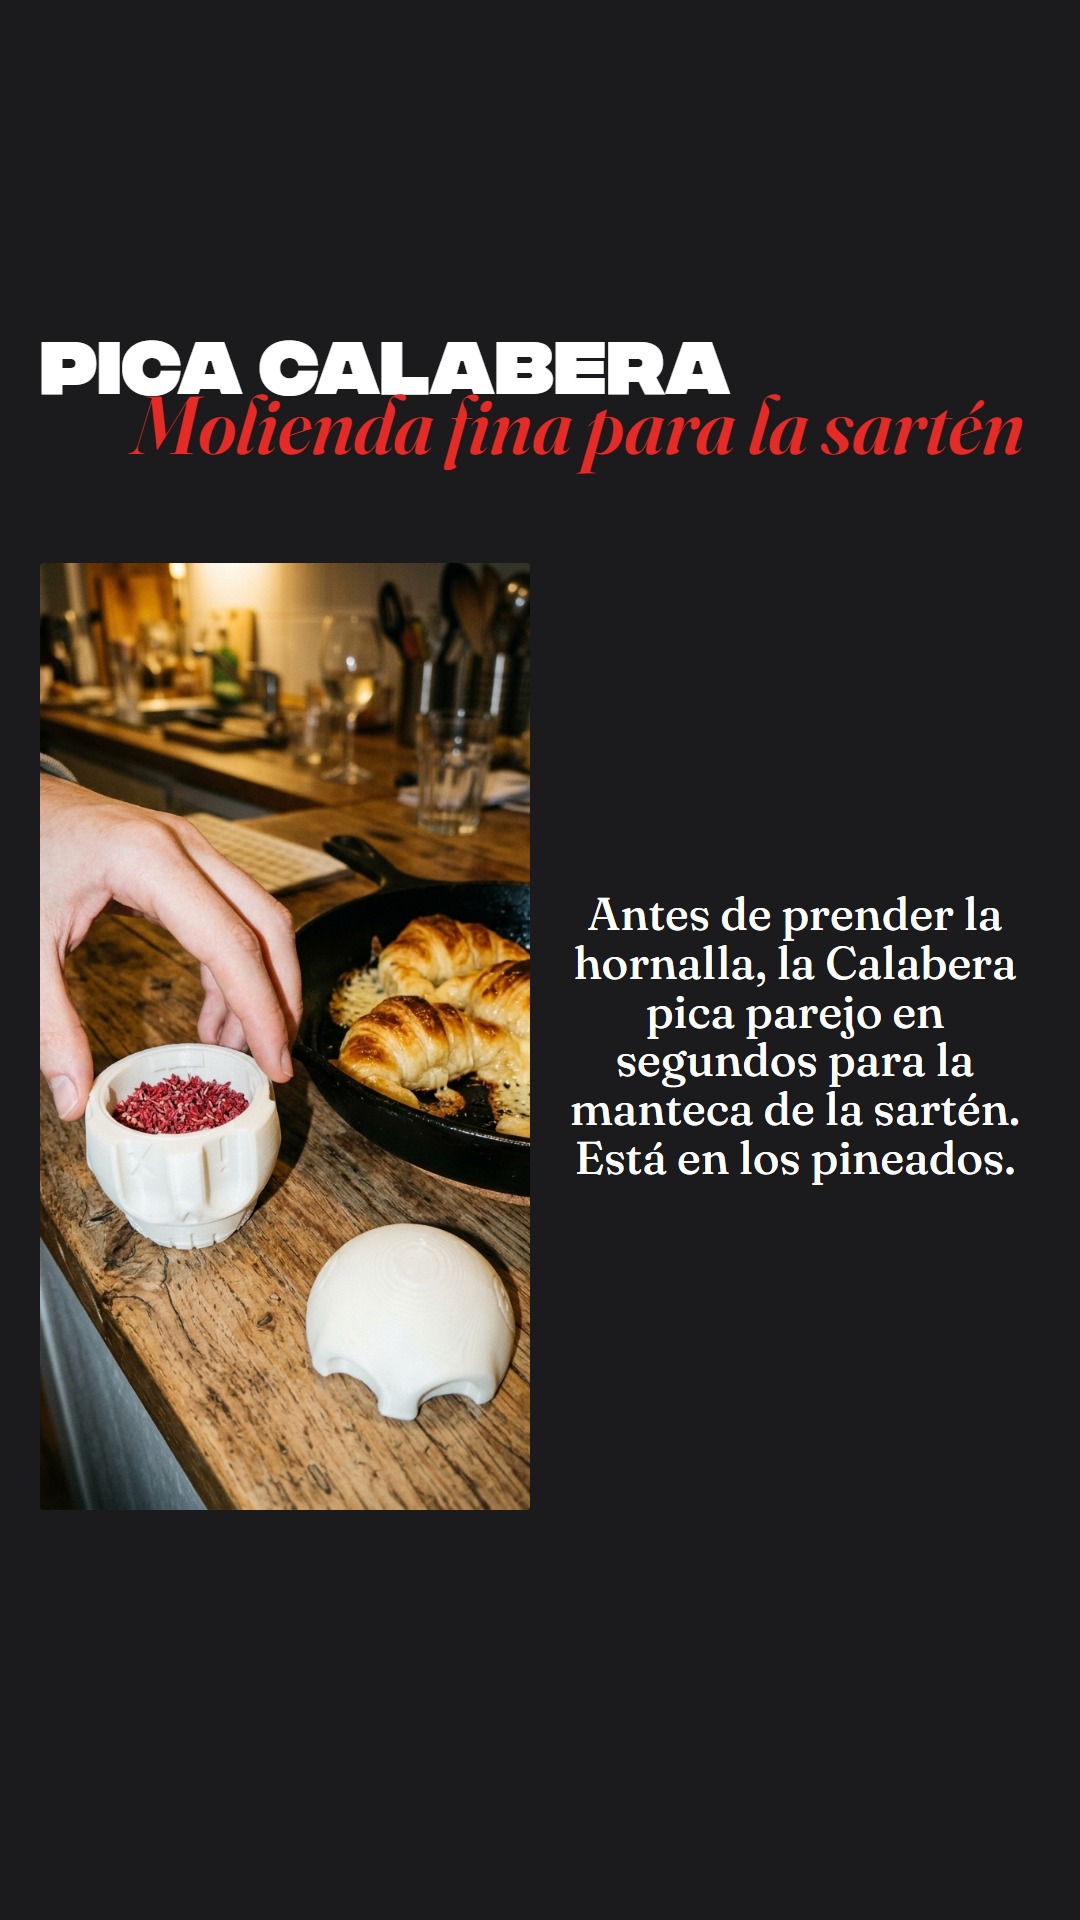 PICA CALABERA
Molienda fina para la sartén
Antes de prender la
hornalla, la Calabera
pica parejo en
segundos para la
manteca de la sartén.
Está en los pineados.